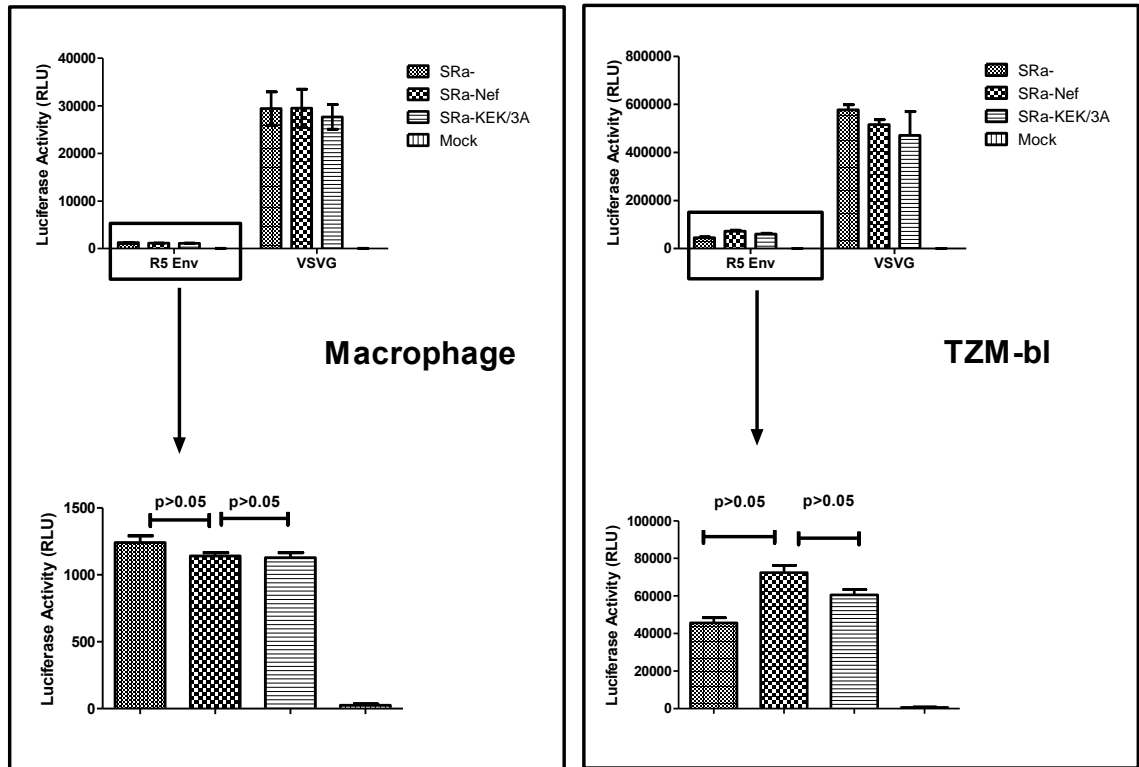 Luciferase Activity (RLU)
40000
30000
20000
10000
0
R5 Env
VSVG
SRa-
SRa-Nef
SRa-KEK/3A
Mock
Macrophage
p>0.05
p>0.05
Luciferase Activity (RLU)
1500
1000
500
0
Luciferase Activity (RLU)
800000
600000
400000
200000
0
R5 Env
VSVG
SRa-
SRa-Nef
SRa-KEK/3A
Mock
TZM-bl
p>0.05
p>0.05
Luciferase Activity (RLU)
100000
80000
60000
40000
20000
0